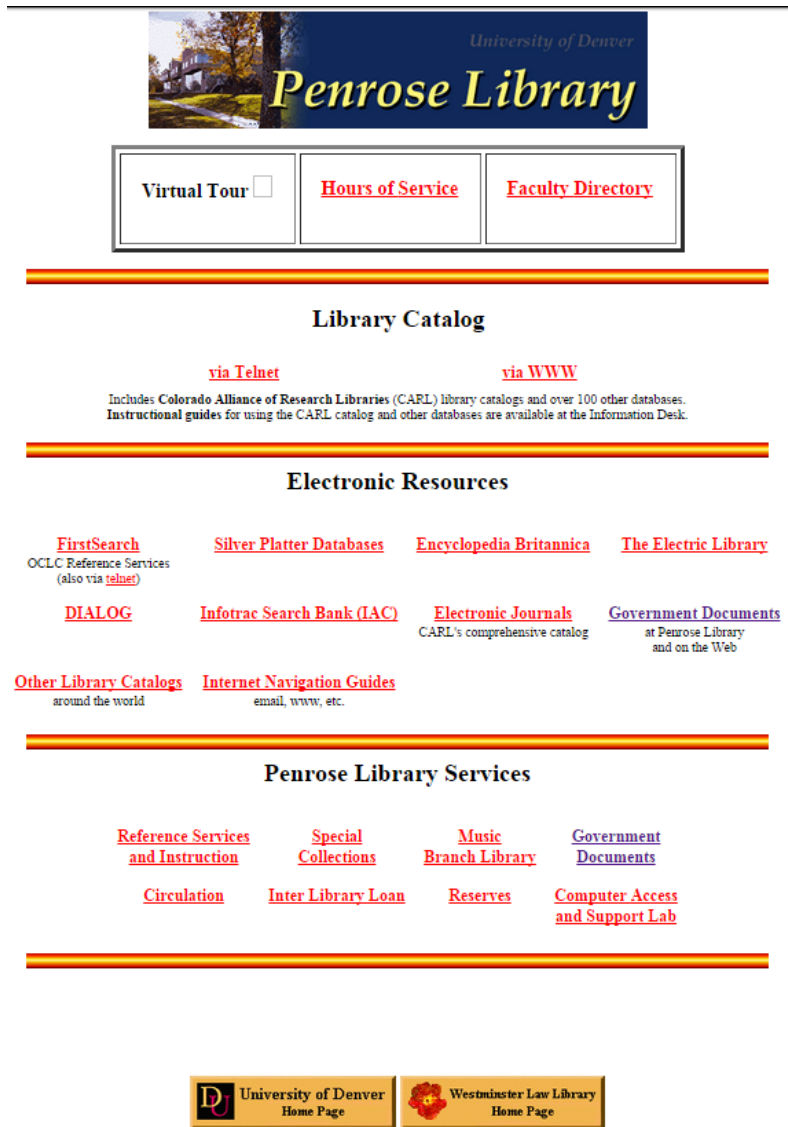 University of Denver
Penrose Library
Virtual Tour
Hours of Service
Faculty Directory
Library Catalog
via Telnet
via WWW
Includes Colorado Alliance of Research Libraries (CARL) library catalogs and over 100 other databases.
Instructional guides for using the CARL catalog and other databases are available at the Information Desk.
Electronic Resources
FirstSearch
OCLC Reference Services
(also via telnet)
Silver Platter Databases
Encyclopedia Britannica
The Electric Library
DIALOG
Infotrac Search Bank (IAC)
Electronic Journals
CARL's comprehensive catalog
Government Documents
at Penrose Library
and on the Web
Other Library Catalogs
around the world
Internet Navigation Guides
email, www, etc.
Penrose Library Services
Reference Services
and Instruction
Special
Collections
Music
Branch Library
Government
Documents
Circulation
Inter Library Loan
Reserves
Computer Access
and Support Lab
DU
University of Denver
Home Page
Westminster Law Library
Home Page